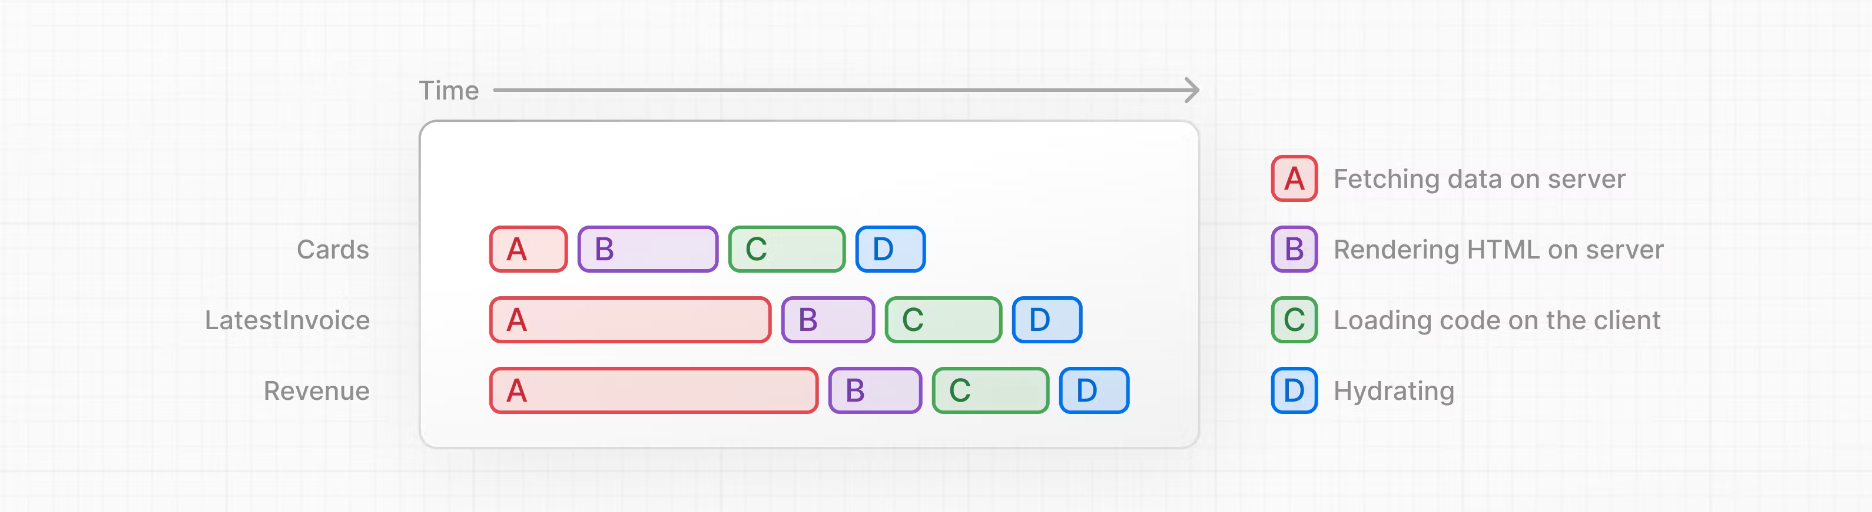 Time
A Fetching data on server
Cards A B C D
B Rendering HTML on server
LatestInvoice A B C D
C Loading code on the client
Revenue A B C D
D Hydrating